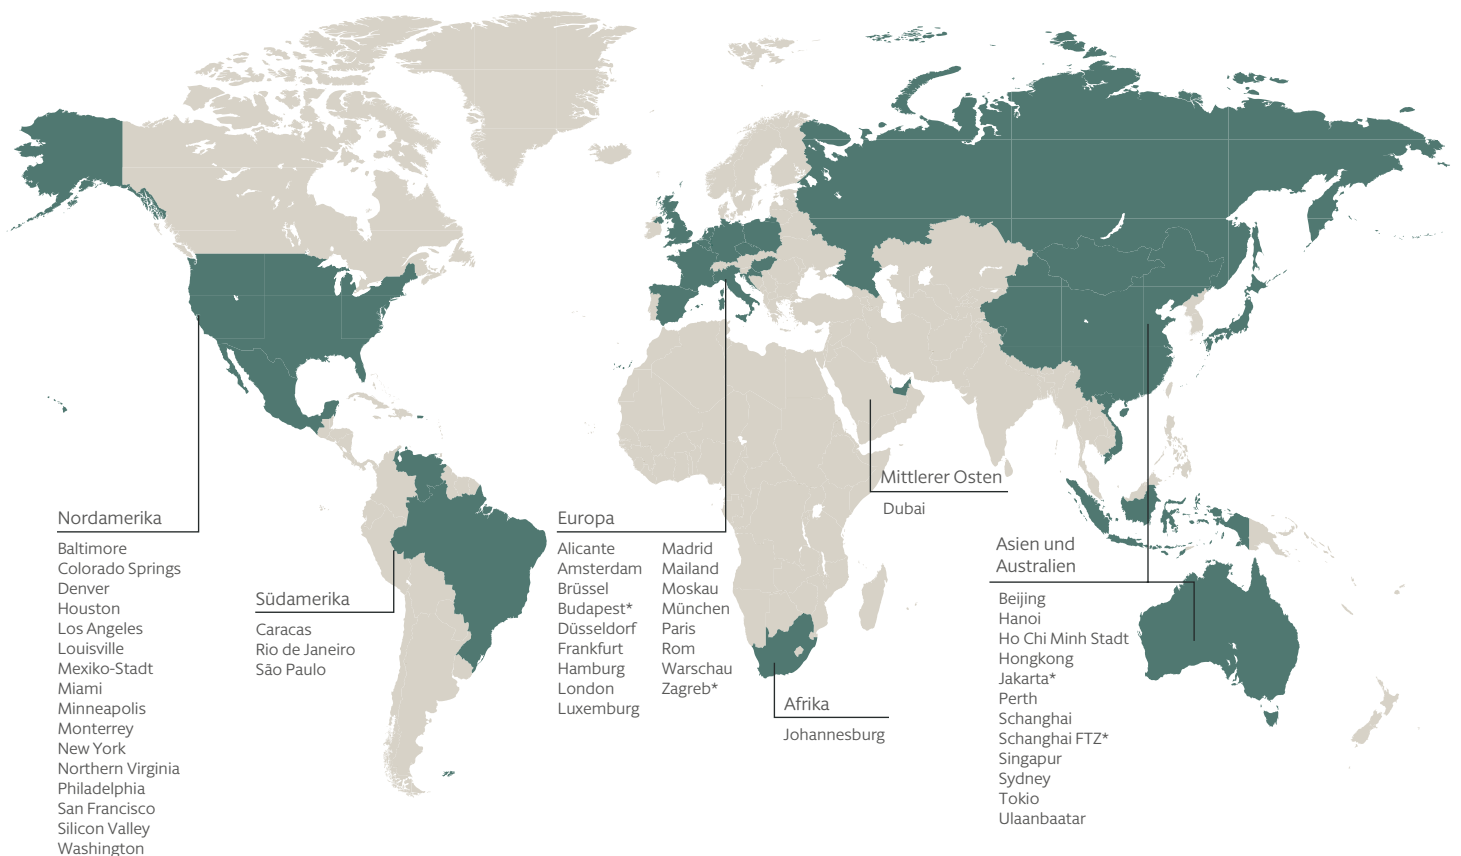 Nordamerika
Baltimore
Colorado Springs
Denver
Houston
Los Angeles
Louisville
Mexiko-Stadt
Miami
Minneapolis
Monterrey
New York
Northern Virginia
Philadelphia
San Francisco
Silicon Valley
Washington
Südamerika
Caracas
Rio de Janeiro
São Paulo
Europa
Alicante
Amsterdam
Brüssel
Budapest*
Düsseldorf
Frankfurt
Hamburg
London
Luxemburg
Madrid
Mailand
Moskau
München
Paris
Rom
Warschau
Zagreb*
Afrika
Johannesburg
Mittlerer Osten
Dubai
Asien und
Australien
Beijing
Hanoi
Ho Chi Minh Stadt
Hongkong
Jakarta*
Perth
Schanghai
Schanghai FTZ*
Singapur
Sydney
Tokio
Ulaanbaatar